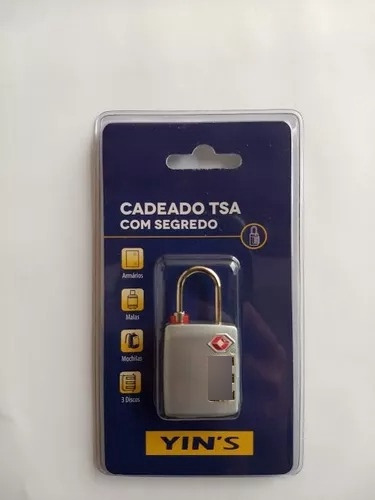 CADEADO TSA
COM SEGREDO
Armários
Malas
Mochilas
3 Discos
YIN'S